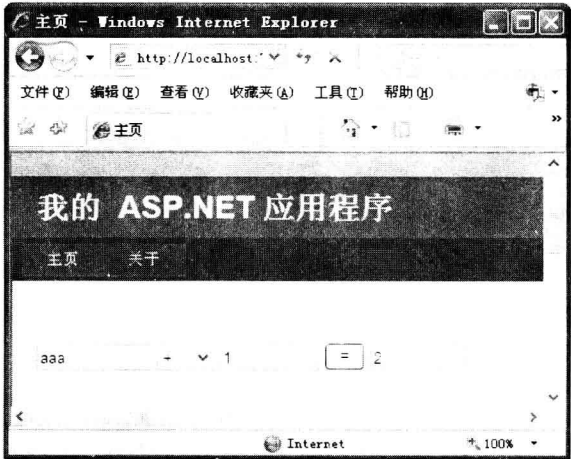 主页 - Windows Internet Explorer
http://localhost:
文件(F) 编辑(E) 查看(V) 收藏夹(A) 工具(T) 帮助(H)
主页
»
我的 ASP.NET 应用程序
主页 关于
aaa + 1 = 2
Internet 100%